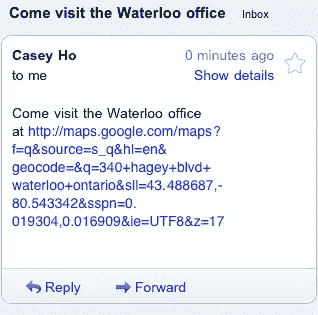 Come visit the Waterloo office Inbox
Casey Ho 0 minutes ago
to me Show details
Come visit the Waterloo office
at http://maps.google.com/maps?
f=q&source=s_q&hl=en&
geocode=&q=340+hagey+blvd+
waterloo+ontario&sll=43.488687,-
80.543342&sspn=0.
019304,0.016909&ie=UTF8&z=17
Reply Forward